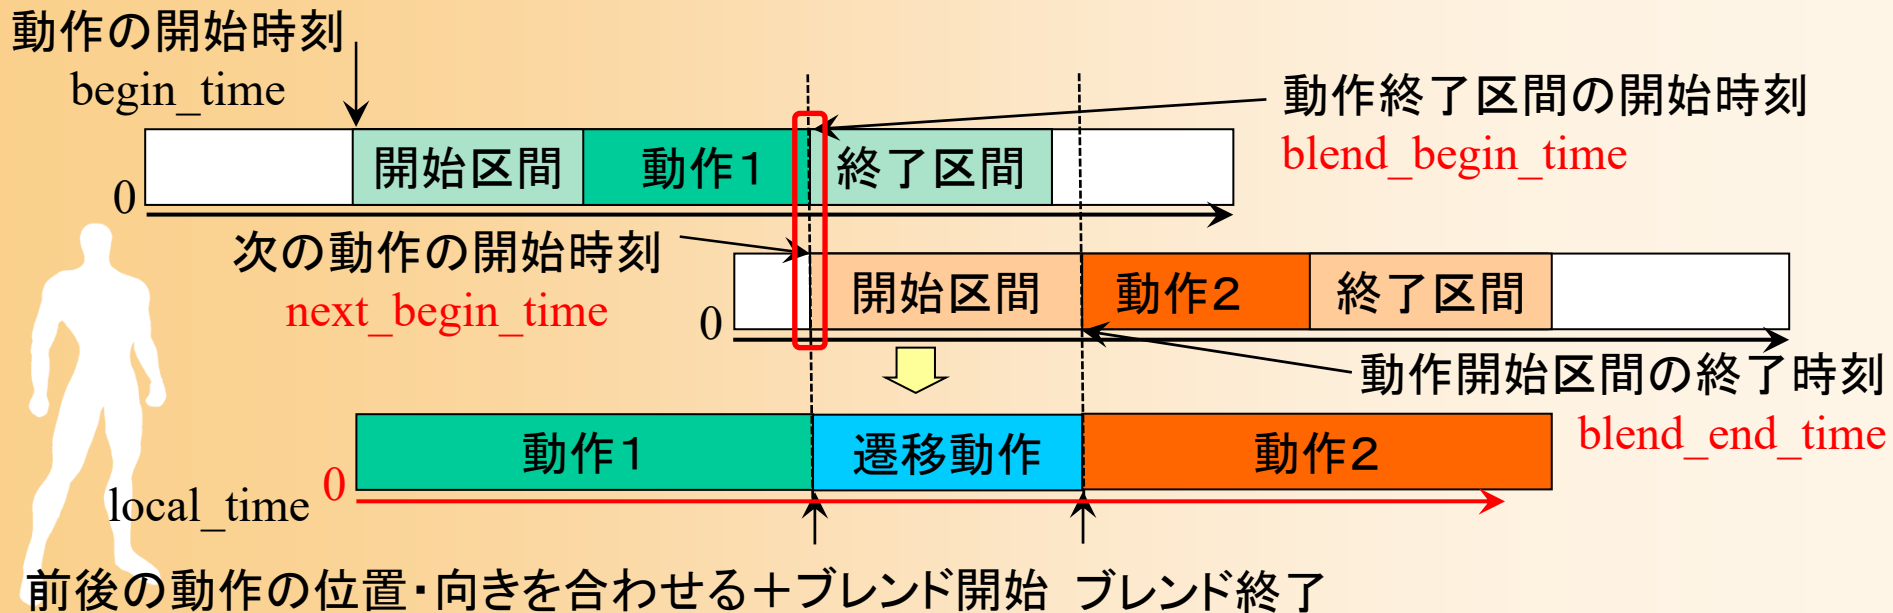 動作の開始時刻
begin_time
動作終了区間の開始時刻
blend_begin_time
開始区間 動作1 終了区間
0
次の動作の開始時刻
next_begin_time
開始区間 動作2 終了区間
0
動作開始区間の終了時刻
blend_end_time
動作1 遷移動作 動作2
0
local_time
前後の動作の位置・向きを合わせる＋ブレンド開始 ブレンド終了